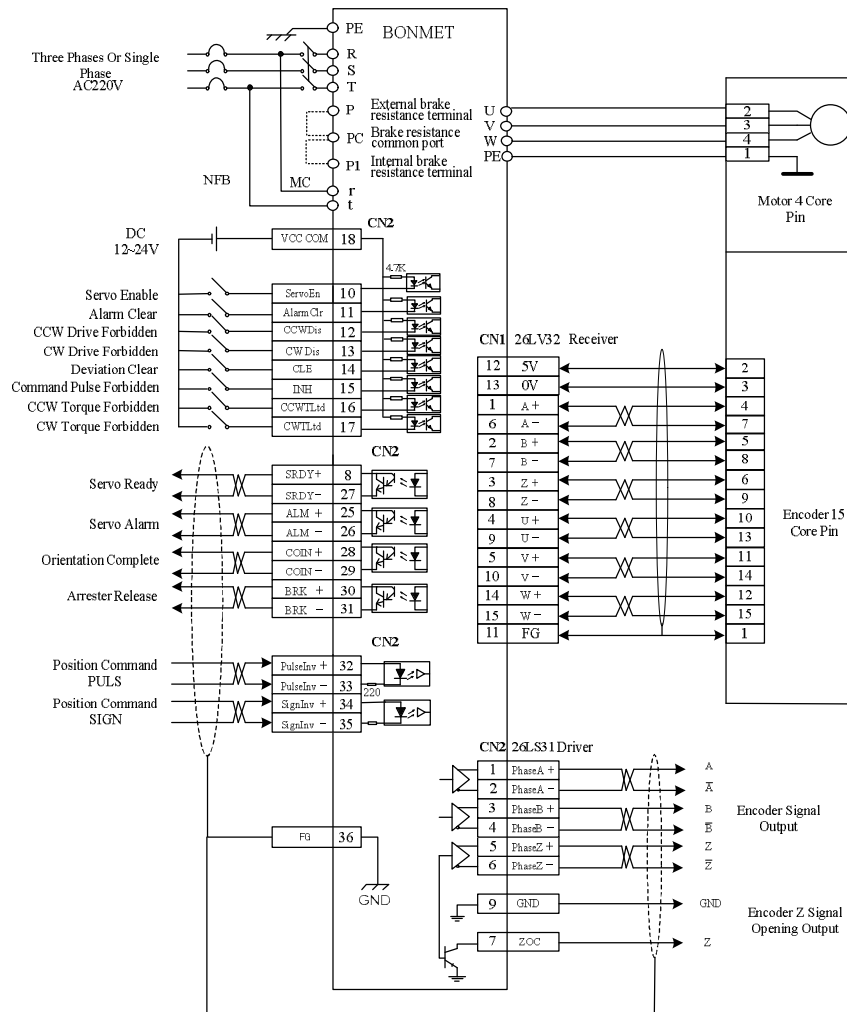 BONMET
PE
R
S
T
P
PC
P1
r
t
Three Phases Or Single
Phase
AC220V
External brake
resistance terminal
Brake resistance
common port
Internal brake
resistance terminal
NFB
MC
U
V
W
PE
2
3
4
1
Motor 4 Core
Pin
CN2
DC
12~24V
VCC COM 18
4.7K
Servo Enable ServoEn 10
Alarm Clear AlarmClr 11
CCW Drive Forbidden CCWDis 12
CW Drive Forbidden CWDis 13
Deviation Clear CLE 14
Command Pulse Forbidden INH 15
CCW Torque Forbidden CCWTLtd 16
CW Torque Forbidden CWTLtd 17
CN1 26LV32 Receiver
12 5V 2
13 0V 3
1 A+ 4
6 A- 7
2 B+ 5
7 B- 8
3 Z+ 6
8 Z- 9
4 U+ 10
9 U- 13
5 V+ 11
10 V- 14
14 W+ 12
15 W- 15
11 FG 1
Encoder 15
Core Pin
CN2
Servo Ready
SRDY+ 8
SRDY- 27
Servo Alarm
ALM + 25
ALM - 26
Orientation Complete
COIN + 28
COIN - 29
Arrester Release
BRK + 30
BRK - 31
CN2
Position Command
PULS
PulseInv + 32
PulseInv - 33
220
Position Command
SIGN
SignInv + 34
SignInv - 35
FG 36
GND
CN2 26LS31 Driver
1 PhaseA + A
2 PhaseA - A̅
3 PhaseB + B
4 PhaseB - B̅
5 PhaseZ + Z
6 PhaseZ - Z̅
Encoder Signal
Output
9 GND GND
7 ZOC Z
Encoder Z Signal
Opening Output